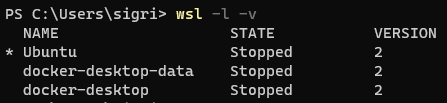 PS C:\Users\sigri> wsl -l -v
  NAME                   STATE           VERSION
* Ubuntu                 Stopped         2
  docker-desktop-data    Stopped         2
  docker-desktop         Stopped         2